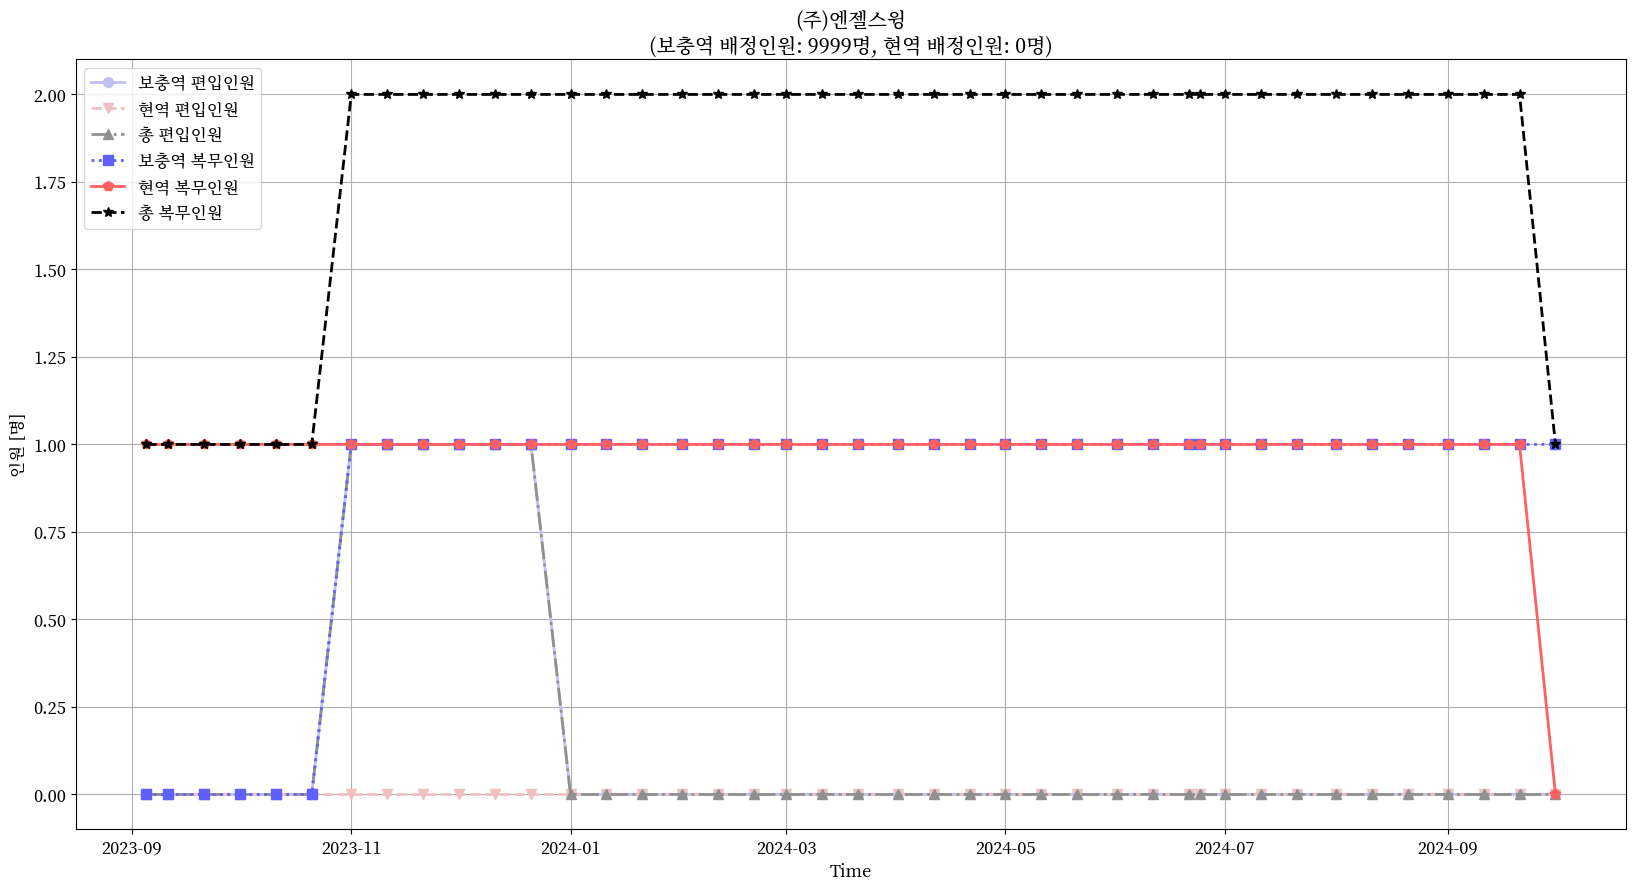 (주)엔젤스윙
(보충역 배정인원: 9999명, 현역 배정인원: 0명)
보충역 편입인원
현역 편입인원
총 편입인원
보충역 복무인원
현역 복무인원
총 복무인원
2.00
1.75
1.50
1.25
1.00
0.75
0.50
0.25
0.00
인원 [명]
2023-09 2023-11 2024-01 2024-03 2024-05 2024-07 2024-09
Time